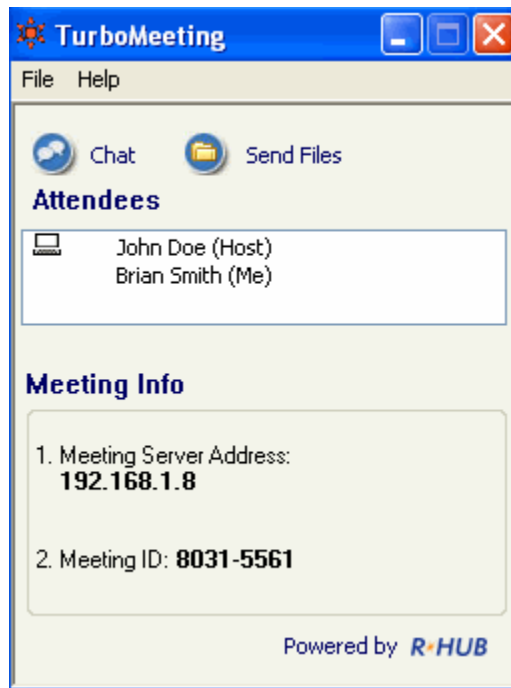 TurboMeeting
File Help
Chat Send Files
Attendees
John Doe (Host)
Brian Smith (Me)
Meeting Info
1. Meeting Server Address:
192.168.1.8
2. Meeting ID: 8031-5561
Powered by R•HUB